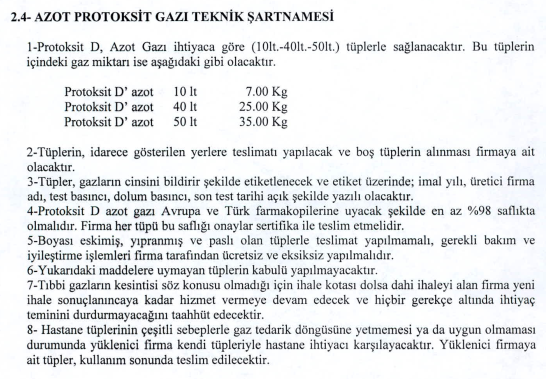 2.4- AZOT PROTOKSİT GAZI TEKNİK ŞARTNAMESİ
1-Protoksit D, Azot Gazı ihtiyaca göre (10lt.-40lt.-50lt.) tüplerle sağlanacaktır. Bu tüplerin
içindeki gaz miktarı ise aşağıdaki gibi olacaktır.
Protoksit D' azot 10 lt 7.00 Kg
Protoksit D' azot 40 lt 25.00 Kg
Protoksit D' azot 50 lt 35.00 Kg
2-Tüplerin, idarece gösterilen yerlere teslimatı yapılacak ve boş tüplerin alınması firmaya ait
olacaktır.
3-Tüpler, gazların cinsini bildirir şekilde etiketlenecek ve etiket üzerinde; imal yılı, üretici firma
adı, test basıncı, dolum basıncı, son test tarihi açık şekilde yazılı olacaktır.
4-Protoksit D azot gazı Avrupa ve Türk farmakopilerine uyacak şekilde en az %98 saflıkta
olmalıdır. Firma her tüpü bu saflığı onaylar sertifika ile teslim etmelidir.
5-Boyası eskimiş, yıpranmış ve paslı olan tüplerle teslimat yapılmamalı, gerekli bakım ve
iyileştirme işlemleri firma tarafından ücretsiz ve eksiksiz yapılmalıdır.
6-Yukarıdaki maddelere uymayan tüplerin kabulü yapılmayacaktır.
7-Tıbbi gazların kesintisi söz konusu olmadığı için ihale kotası dolsa dahi ihaleyi alan firma yeni
ihale sonuçlanıncaya kadar hizmet vermeye devam edecek ve hiçbir gerekçe altında ihtiyaç
teminini durdurmayacağını taahhüt edecektir.
8- Hastane tüplerinin çeşitli sebeplerle gaz tedarik döngüsüne yetmemesi ya da uygun olmaması
durumunda yüklenici firma kendi tüpleriyle hastane ihtiyacı karşılayacaktır. Yüklenici firmaya
ait tüpler, kullanım sonunda teslim edilecektir.